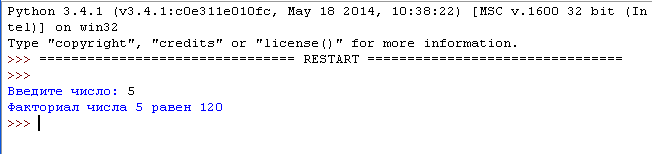 Python 3.4.1 (v3.4.1:c0e311e010fc, May 18 2014, 10:38:22) [MSC v.1600 32 bit (In
tel)] on win32
Type "copyright", "credits" or "license()" for more information.
>>> ================================ RESTART ================================
>>>
Введите число: 5
Факториал числа 5 равен 120
>>>